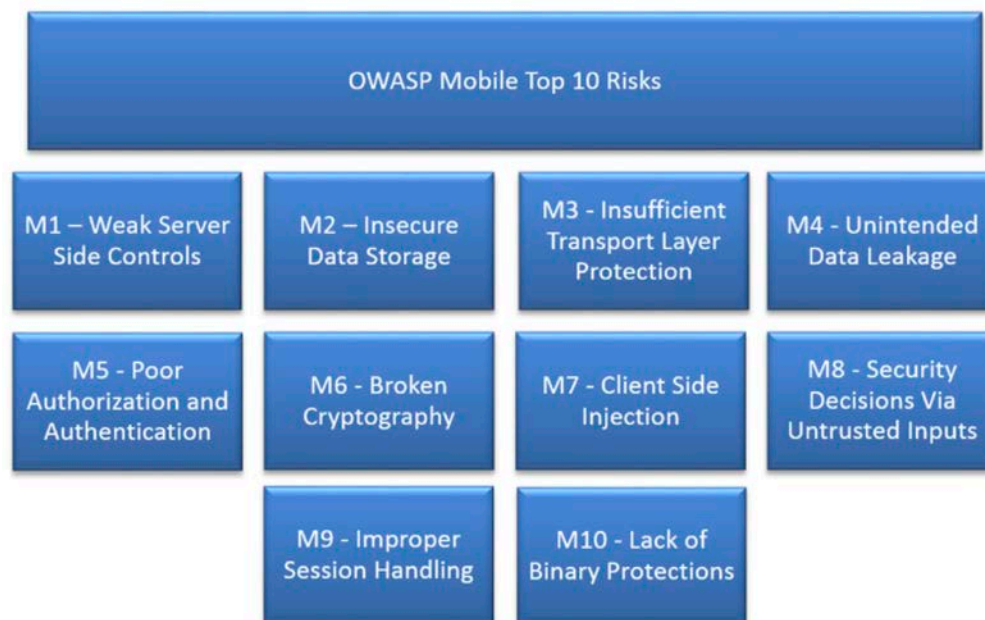 OWASP Mobile Top 10 Risks
M1 – Weak Server
Side Controls
M2 – Insecure
Data Storage
M3 - Insufficient
Transport Layer
Protection
M4 - Unintended
Data Leakage
M5 - Poor
Authorization and
Authentication
M6 - Broken
Cryptography
M7 - Client Side
Injection
M8 - Security
Decisions Via
Untrusted Inputs
M9 - Improper
Session Handling
M10 - Lack of
Binary Protections